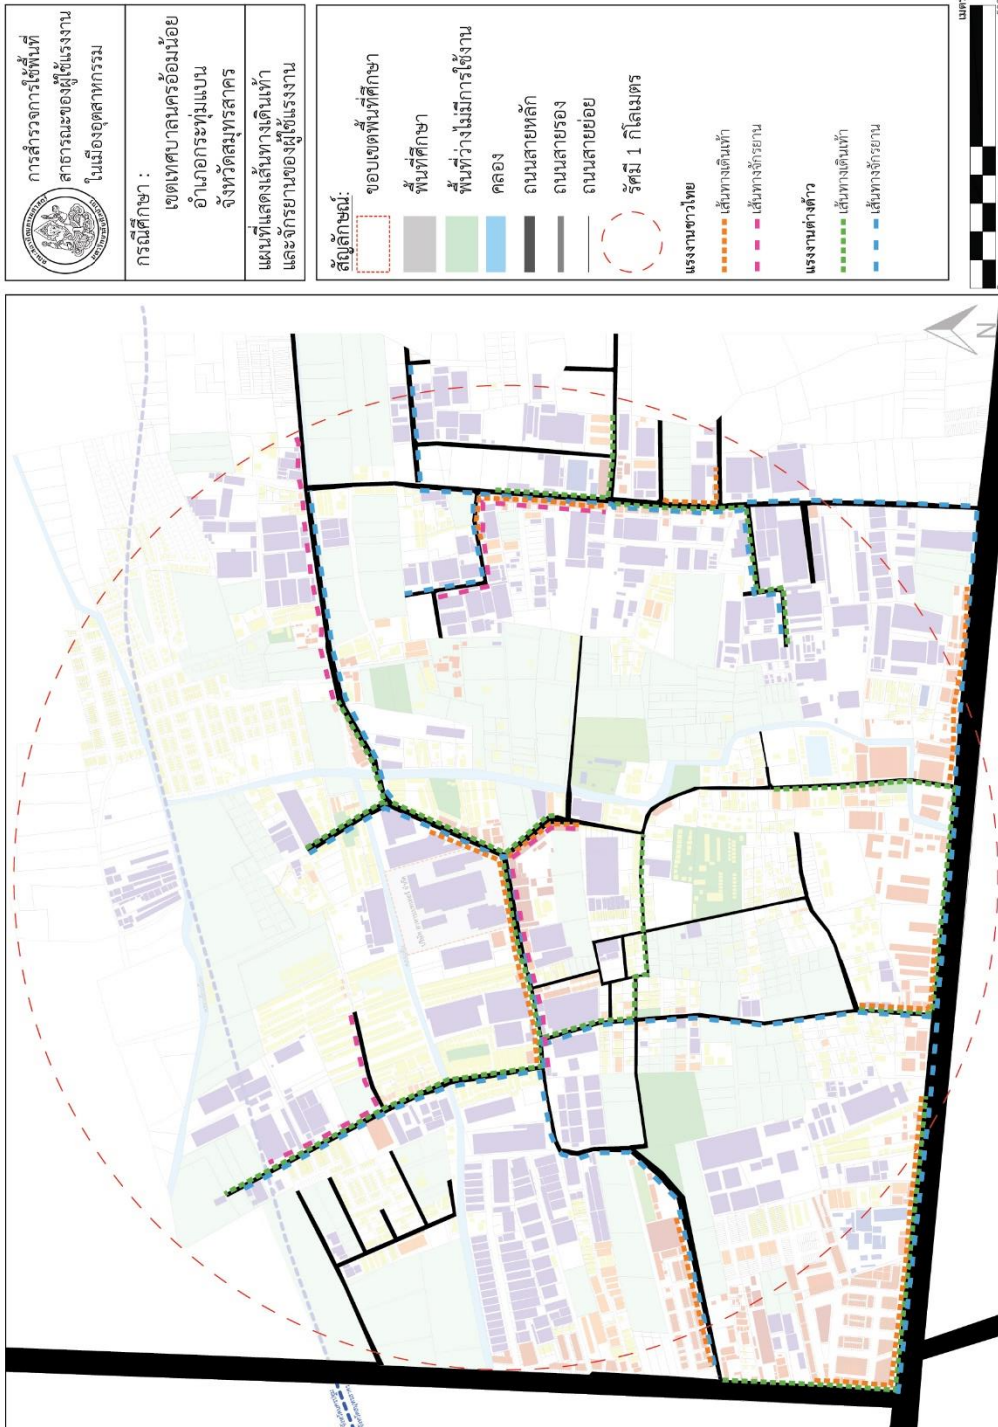 การสำรวจการใช้พื้นที่
สาธารณะของผู้ใช้แรงงาน
ในเมืองอุตสาหกรรม
กรณีศึกษา :
เขตเทศบาลนครอ้อมน้อย
อำเภอกระทุ่มแบน
จังหวัดสมุทรสาคร
แผนที่แสดงเส้นทางเดินเท้า
และจักรยานของผู้ใช้แรงงาน
สัญลักษณ์:
ขอบเขตพื้นที่ศึกษา
พื้นที่ศึกษา
พื้นที่ว่างไม่มีการใช้งาน
คลอง
ถนนสายหลัก
ถนนสายรอง
ถนนสายย่อย
รัศมี 1 กิโลเมตร
แรงงานชาวไทย
เส้นทางเดินเท้า
เส้นทางจักรยาน
แรงงานต่างด้าว
เส้นทางเดินเท้า
เส้นทางจักรยาน
เมตร
N